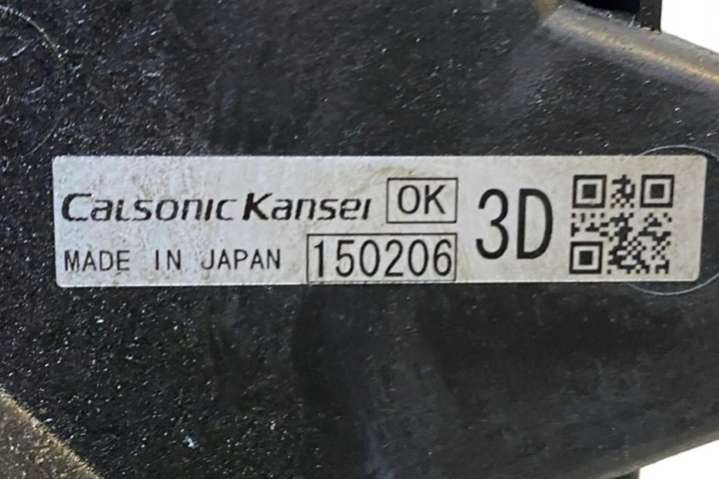 Calsonic Kansei OK 3D
MADE IN JAPAN 150206